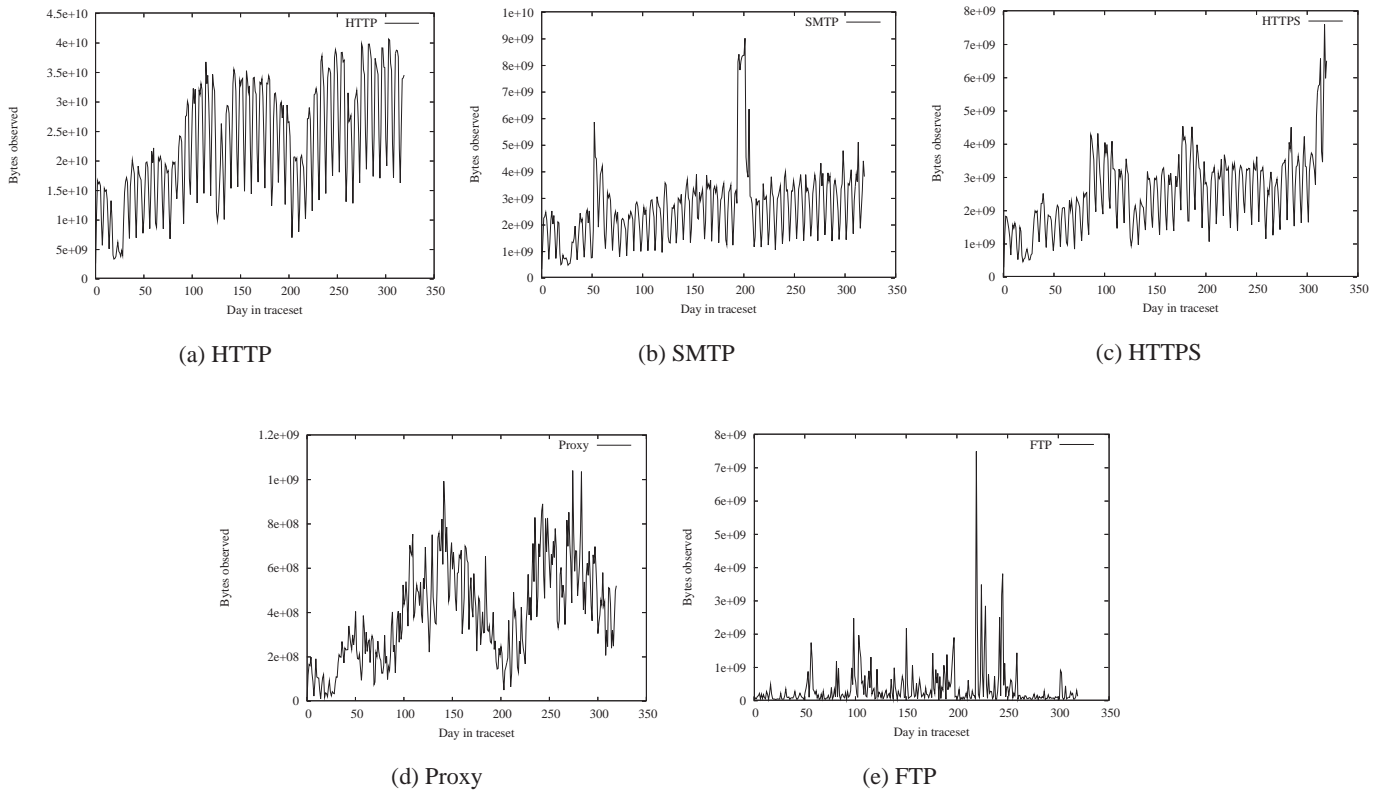 4.5e+10
4e+10
3.5e+10
3e+10
2.5e+10
2e+10
1.5e+10
1e+10
5e+09
0
0 50 100 150 200 250 300 350
Bytes observed
Day in traceset
HTTP
(a) HTTP
1e+10
9e+09
8e+09
7e+09
6e+09
5e+09
4e+09
3e+09
2e+09
1e+09
0
0 50 100 150 200 250 300 350
Bytes observed
Day in traceset
SMTP
(b) SMTP
8e+09
7e+09
6e+09
5e+09
4e+09
3e+09
2e+09
1e+09
0
0 50 100 150 200 250 300 350
Bytes observed
Day in traceset
HTTPS
(c) HTTPS
1.2e+09
1e+09
8e+08
6e+08
4e+08
2e+08
0
0 50 100 150 200 250 300 350
Bytes observed
Day in traceset
Proxy
(d) Proxy
8e+09
7e+09
6e+09
5e+09
4e+09
3e+09
2e+09
1e+09
0
0 50 100 150 200 250 300 350
Bytes observed
Day in traceset
FTP
(e) FTP